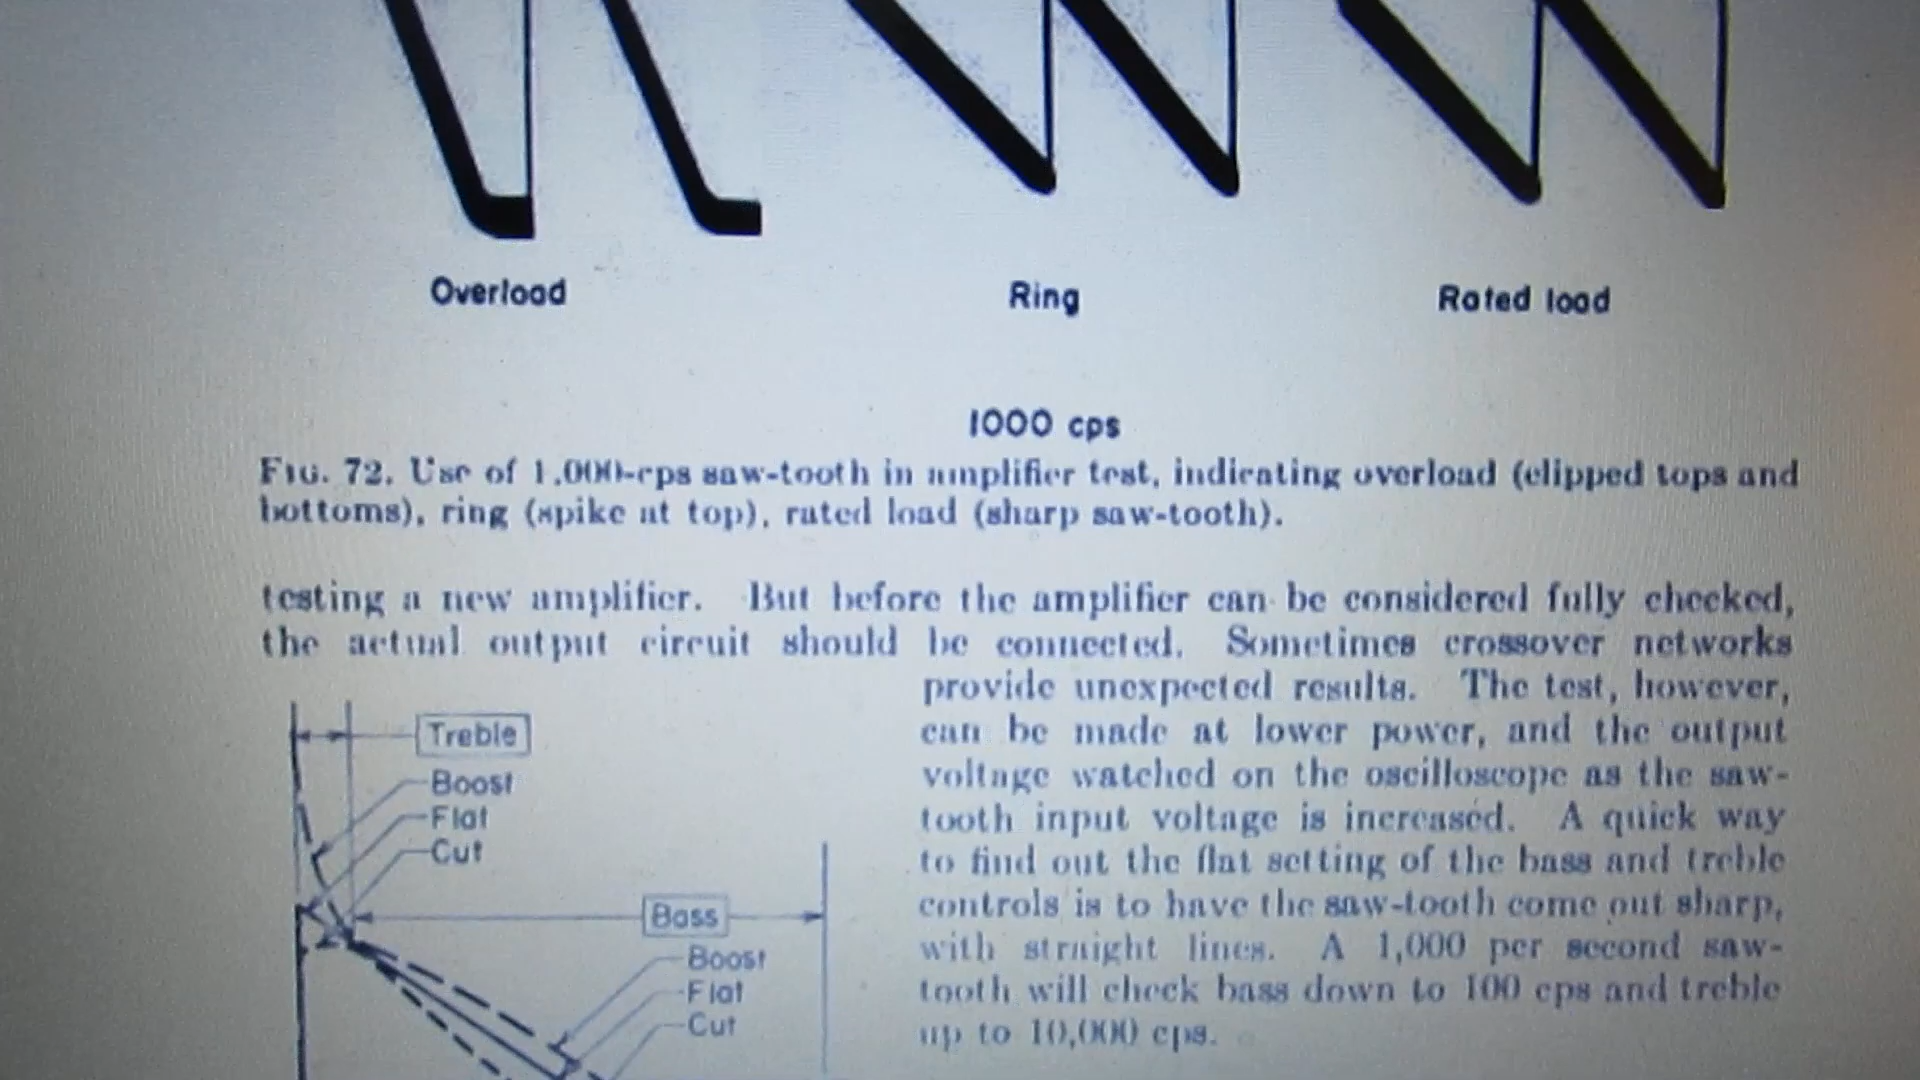 Overload
Ring
Rated load
1000 cps
FIG. 72. Use of 1,000-cps saw-tooth in amplifier test, indicating overload (clipped tops and
bottoms), ring (spike at top), rated load (sharp saw-tooth).
testing a new amplifier. But before the amplifier can be considered fully checked,
the actual output circuit should be connected. Sometimes crossover networks
provide unexpected results. The test, however,
can be made at lower power, and the output
voltage watched on the oscilloscope as the saw-
tooth input voltage is increased. A quick way
to find out the flat setting of the bass and treble
controls is to have the saw-tooth come out sharp,
with straight lines. A 1,000 per second saw-
tooth will check bass down to 100 cps and treble
up to 10,000 cps.
Treble
Boost
Flat
Cut
Bass
Boost
Flat
Cut